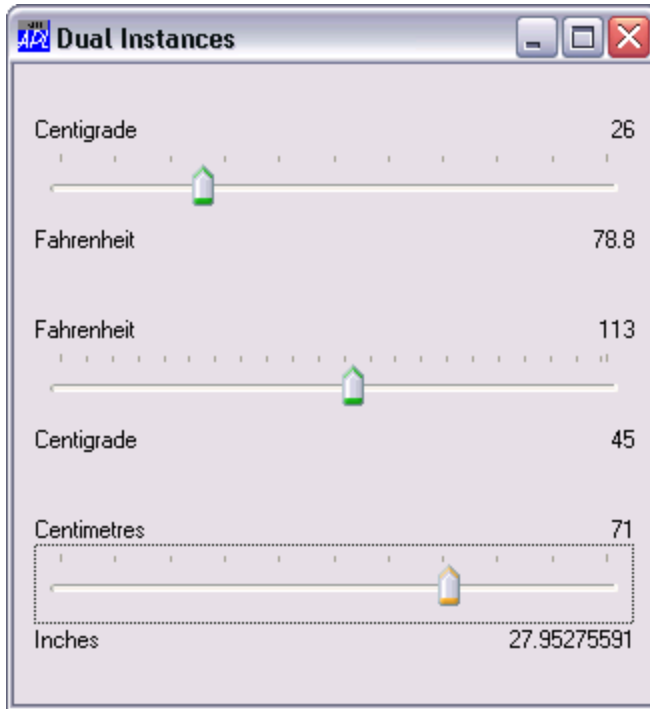 Dual Instances
Centigrade 26
Fahrenheit 78.8
Fahrenheit 113
Centigrade 45
Centimetres 71
Inches 27.95275591